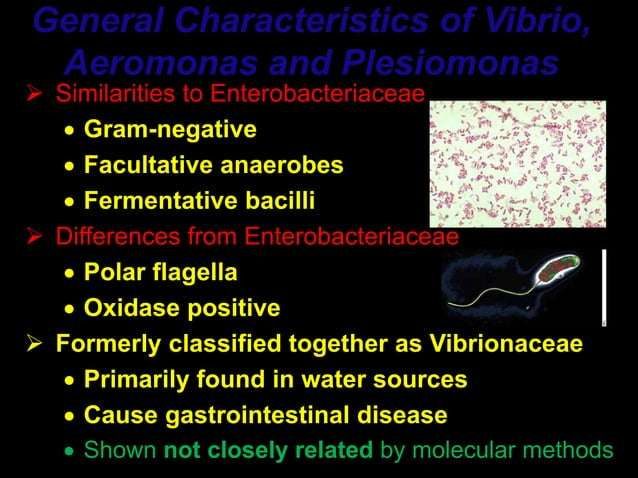 General Characteristics of Vibrio,
Aeromonas and Plesiomonas
➢ Similarities to Enterobacteriaceae
• Gram-negative
• Facultative anaerobes
• Fermentative bacilli
➢ Differences from Enterobacteriaceae
• Polar flagella
• Oxidase positive
➢ Formerly classified together as Vibrionaceae
• Primarily found in water sources
• Cause gastrointestinal disease
• Shown not closely related by molecular methods